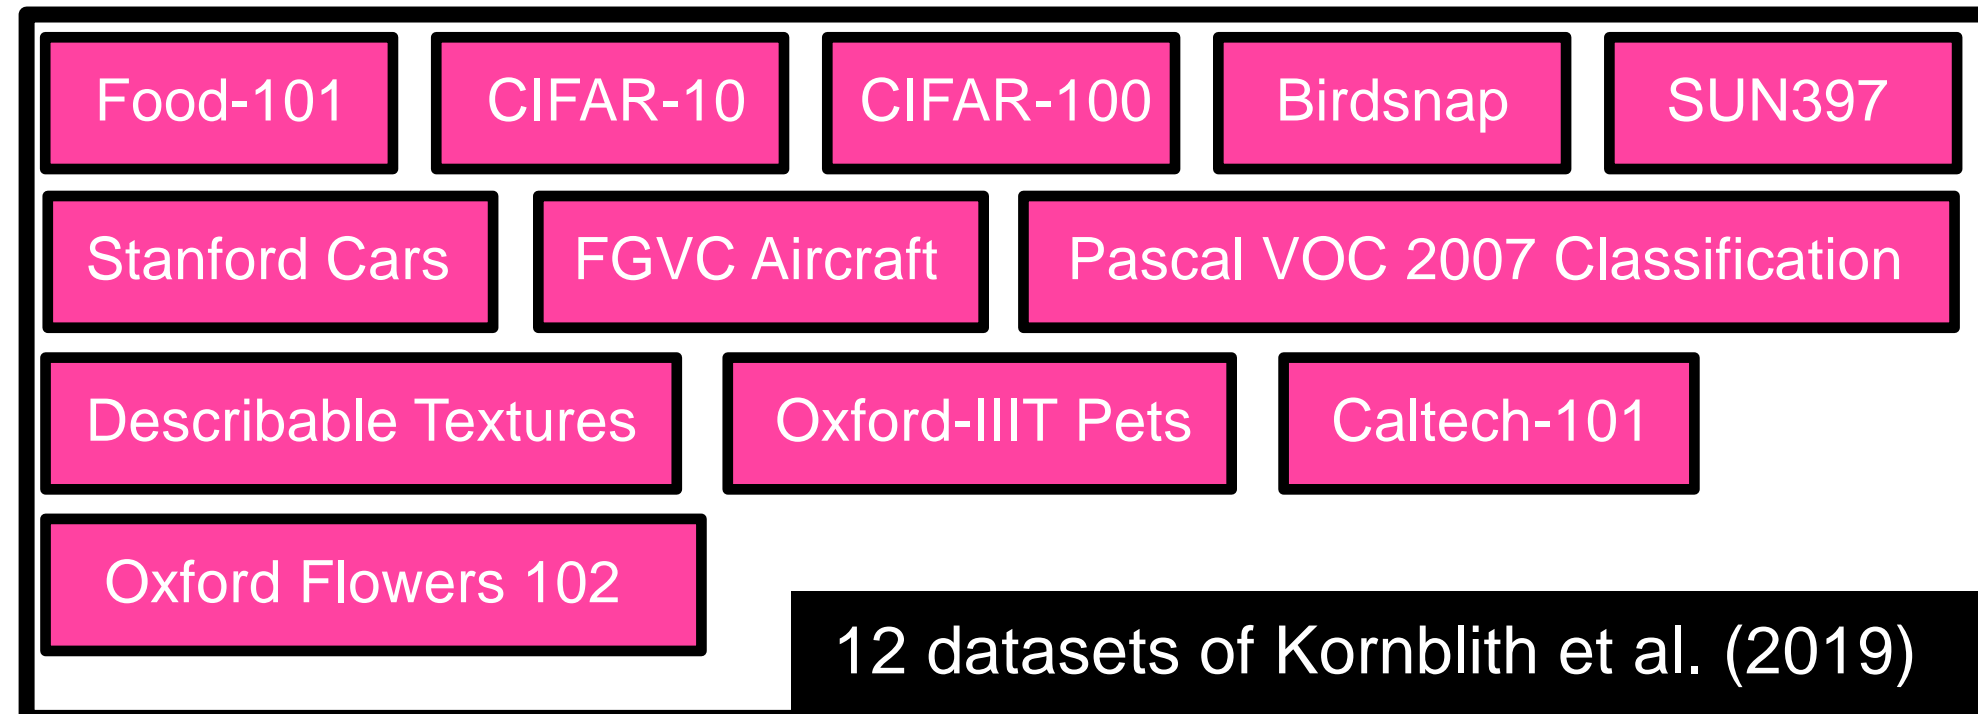 Food-101 CIFAR-10 CIFAR-100 Birdsnap SUN397
Stanford Cars FGVC Aircraft Pascal VOC 2007 Classification
Describable Textures Oxford-IIIT Pets Caltech-101
Oxford Flowers 102
12 datasets of Kornblith et al. (2019)